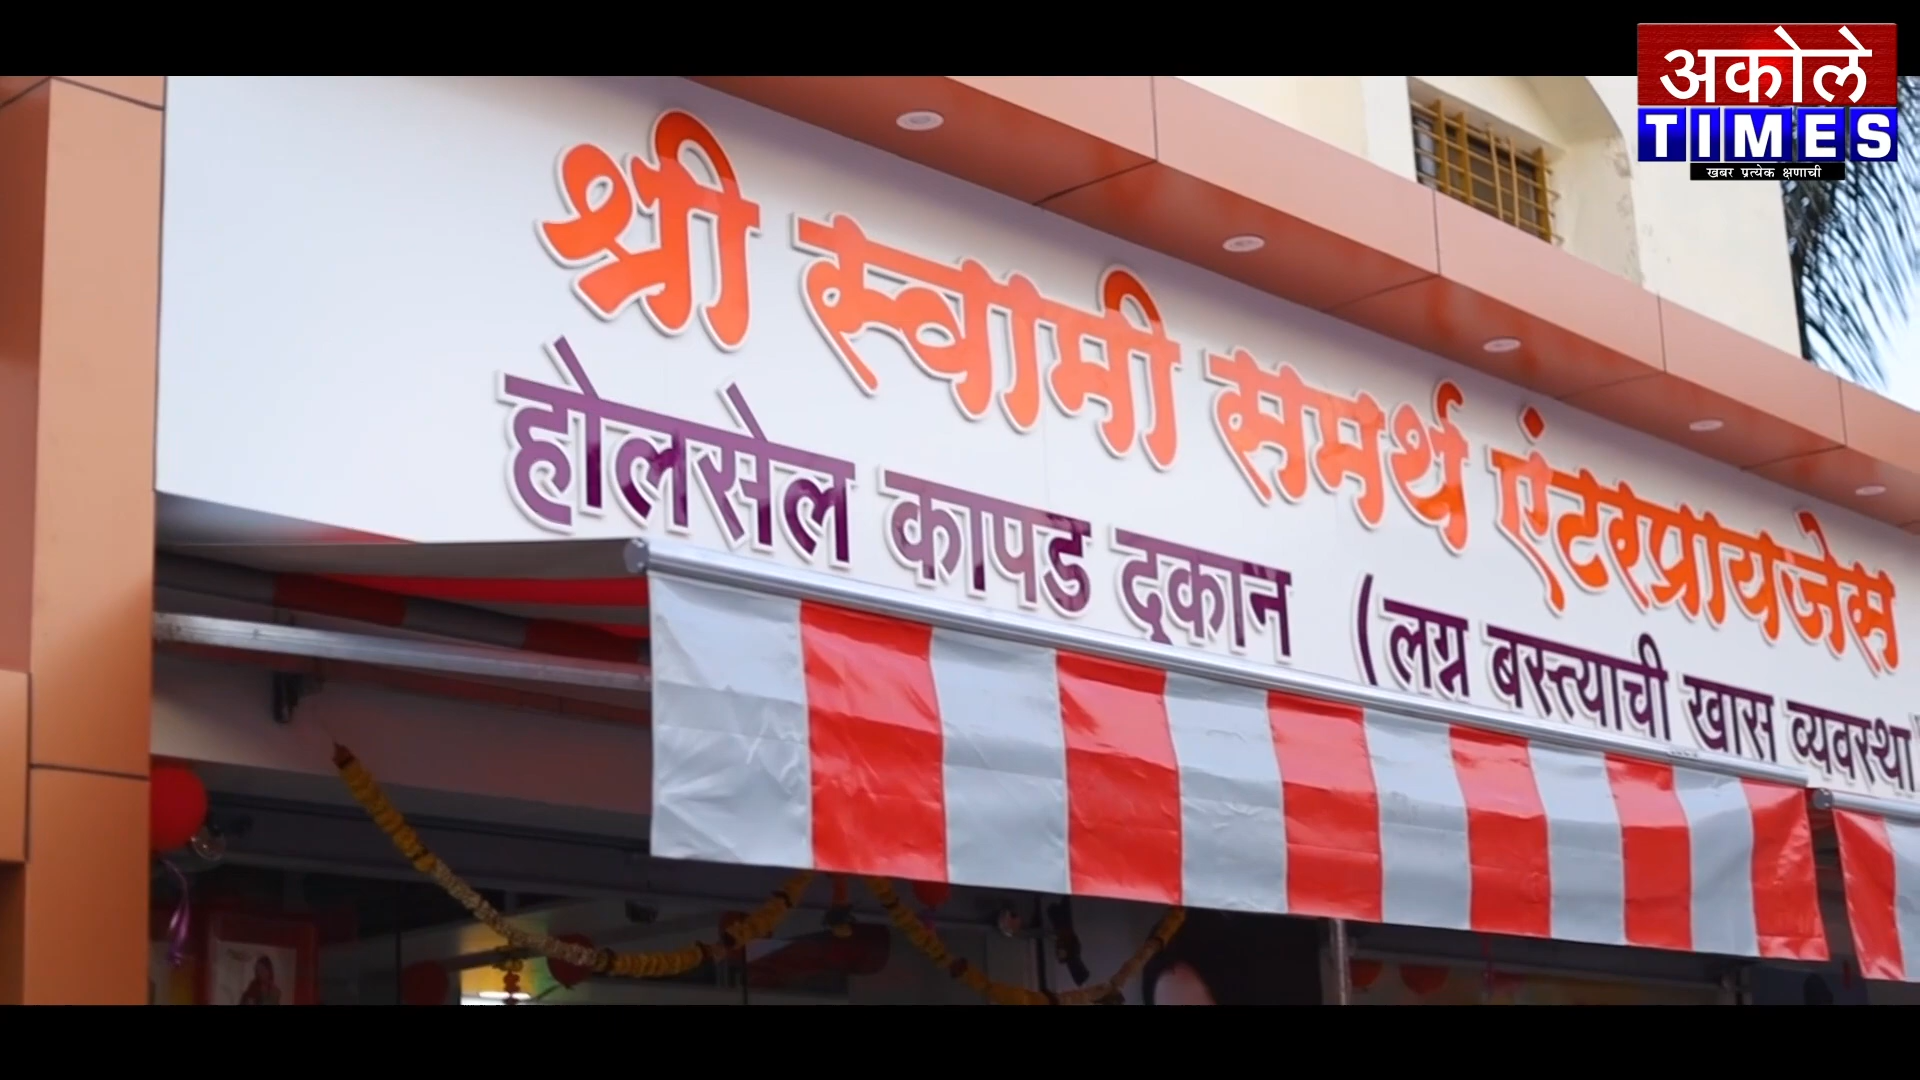 अकोले
TIMES
खबर प्रत्येक क्षणाची
श्री स्वामी समर्थ एंटरप्रायजेस
होलसेल कापड दुकान (लग्न बस्त्याची खास व्यवस्था)